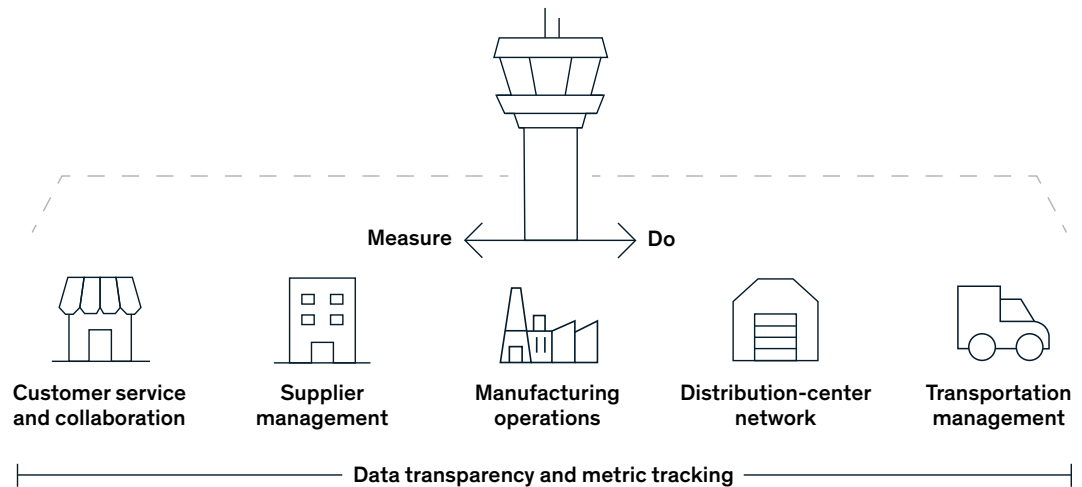 Measure
Do
Customer service
and collaboration
Supplier
management
Manufacturing
operations
Distribution-center
network
Transportation
management
Data transparency and metric tracking